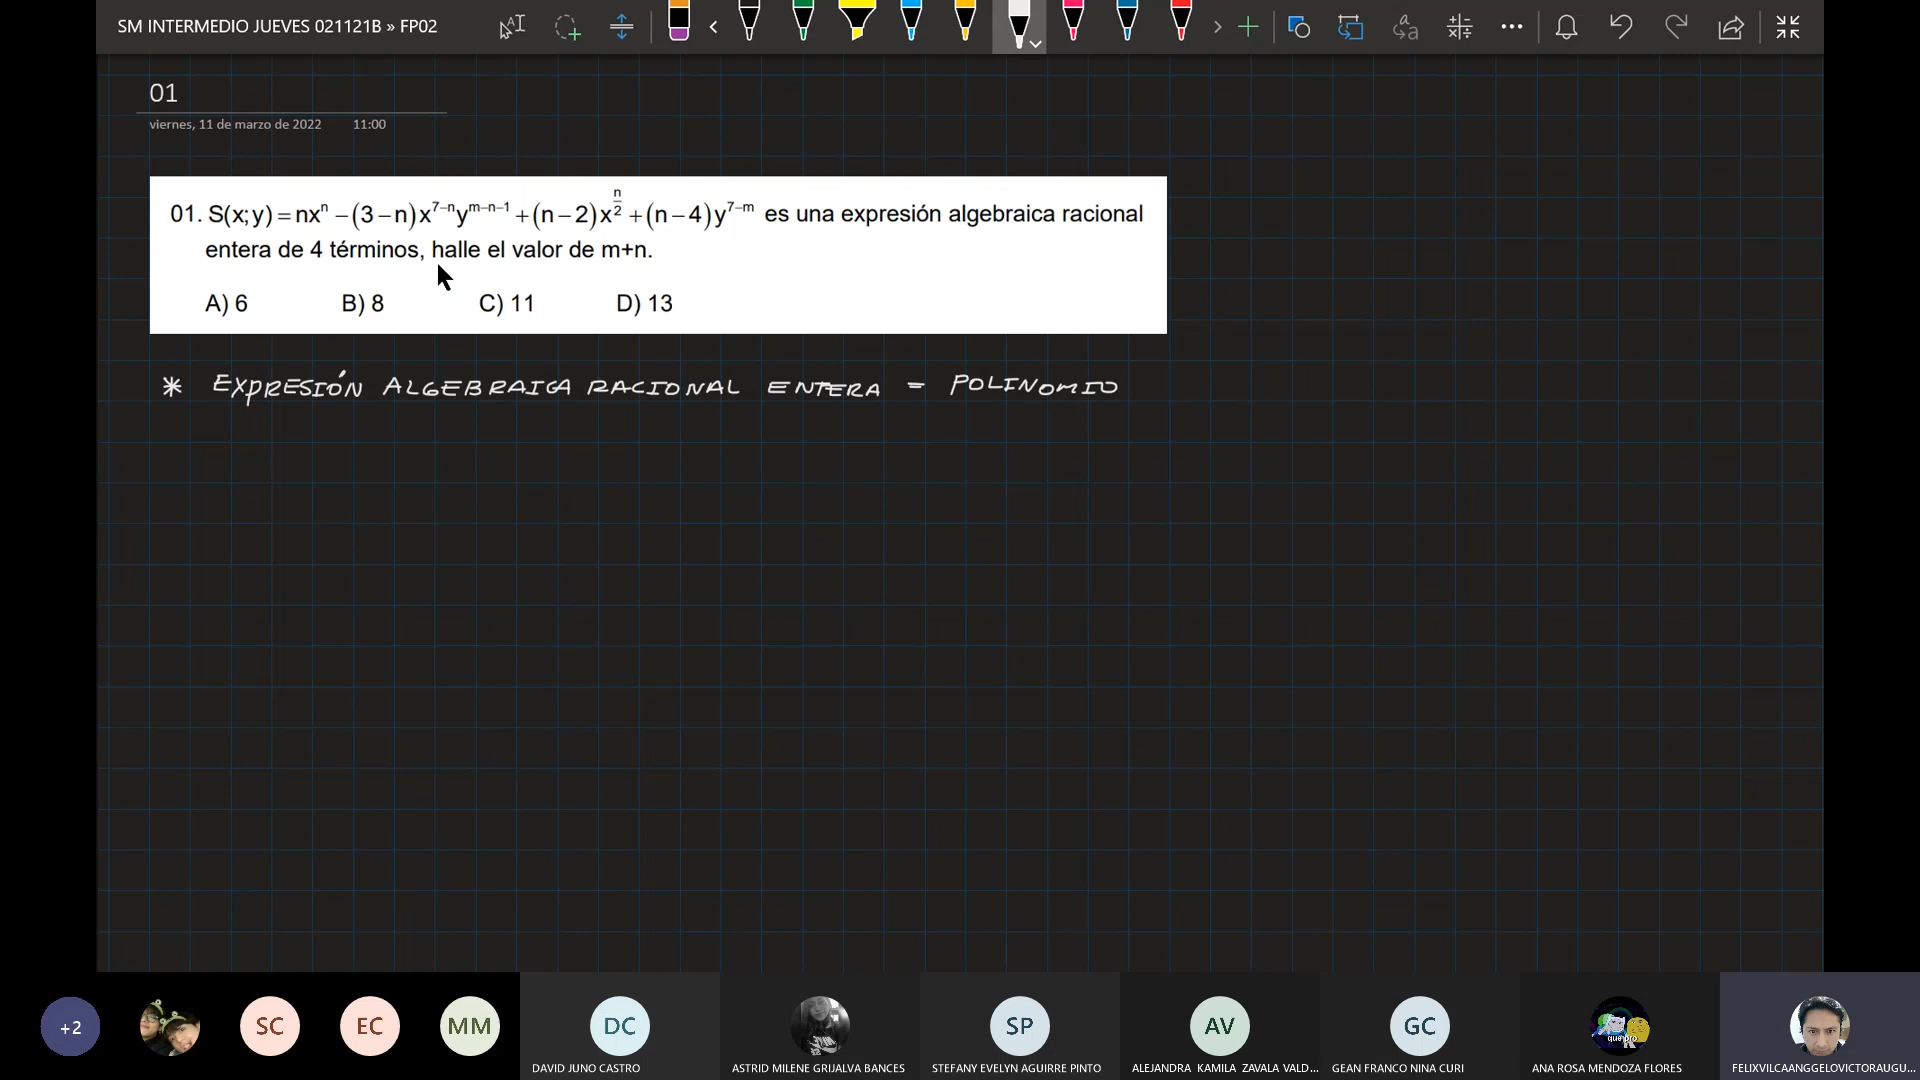 SM INTERMEDIO JUEVES 021121B » FP02
01
viernes, 11 de marzo de 2022 11:00
01. S(x;y) = nxⁿ − (3−n)x^{7−n}y^{m−n−1} + (n−2)x^{n/2} + (n−4)y^{7−m} es una expresión algebraica racional
entera de 4 términos, halle el valor de m+n.
A) 6 B) 8 C) 11 D) 13
* EXPRESIÓN ALGEBRAICA RACIONAL ENTERA = POLINOMIO
+2 SC EC MM DC SP AV GC que pro
DAVID JUNO CASTRO ASTRID MILENE GRIJALVA BANCES STEFANY EVELYN AGUIRRE PINTO ALEJANDRA KAMILA ZAVALA VALD... GEAN FRANCO NINA CURI ANA ROSA MENDOZA FLORES FELIXVILCAANGGELOVICTORAUGU...